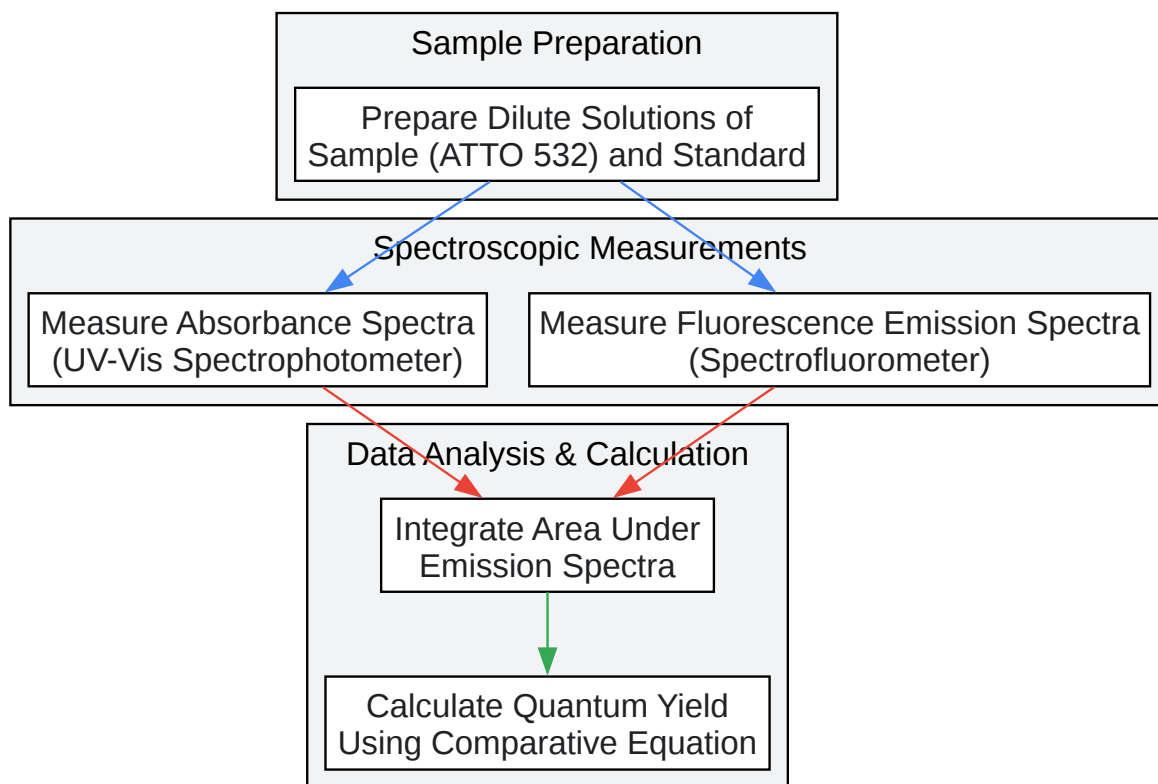 Sample Preparation
Prepare Dilute Solutions of
Sample (ATTO 532) and Standard
Spectroscopic Measurements
Measure Absorbance Spectra
(UV-Vis Spectrophotometer)
Measure Fluorescence Emission Spectra
(Spectrofluorometer)
Data Analysis & Calculation
Integrate Area Under
Emission Spectra
Calculate Quantum Yield
Using Comparative Equation